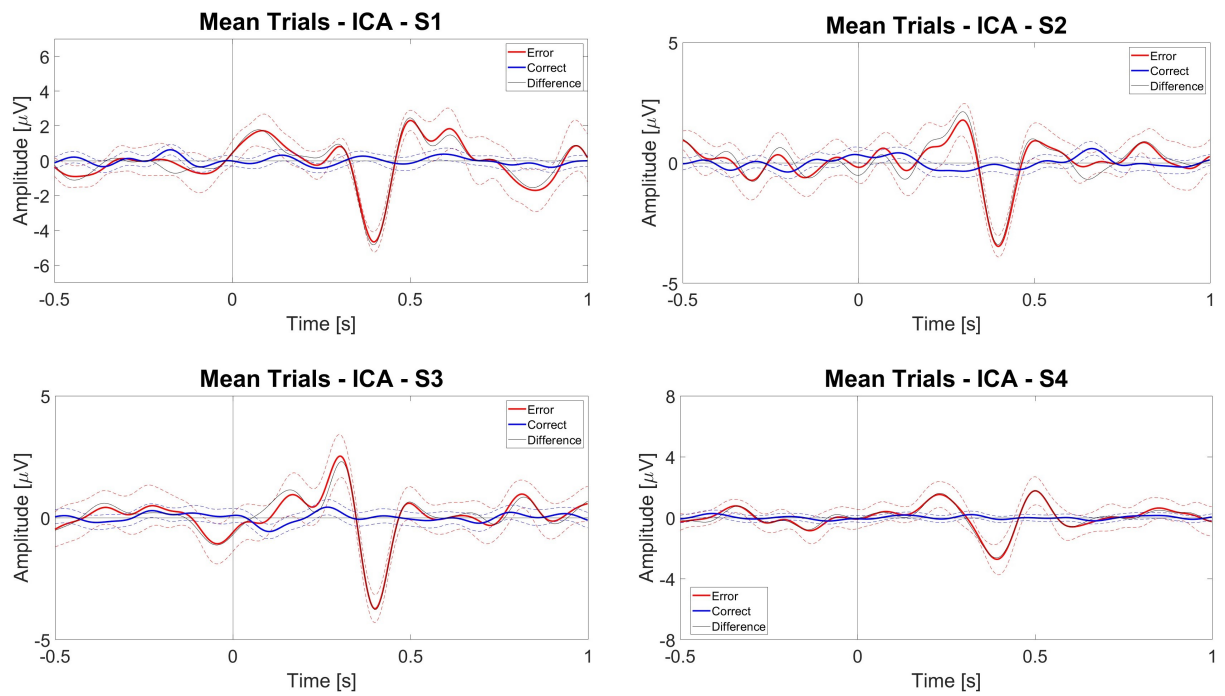 Mean Trials - ICA - S1
6
4
2
0
-2
-4
-6
Amplitude [μV]
-0.5
0
0.5
1
Time [s]
Error
Correct
Difference
Mean Trials - ICA - S2
5
0
-5
Amplitude [μV]
-0.5
0
0.5
1
Time [s]
Error
Correct
Difference
Mean Trials - ICA - S3
5
0
-5
Amplitude [μV]
-0.5
0
0.5
1
Time [s]
Error
Correct
Difference
Mean Trials - ICA - S4
8
4
0
-4
-8
Amplitude [μV]
-0.5
0
0.5
1
Time [s]
Error
Correct
Difference